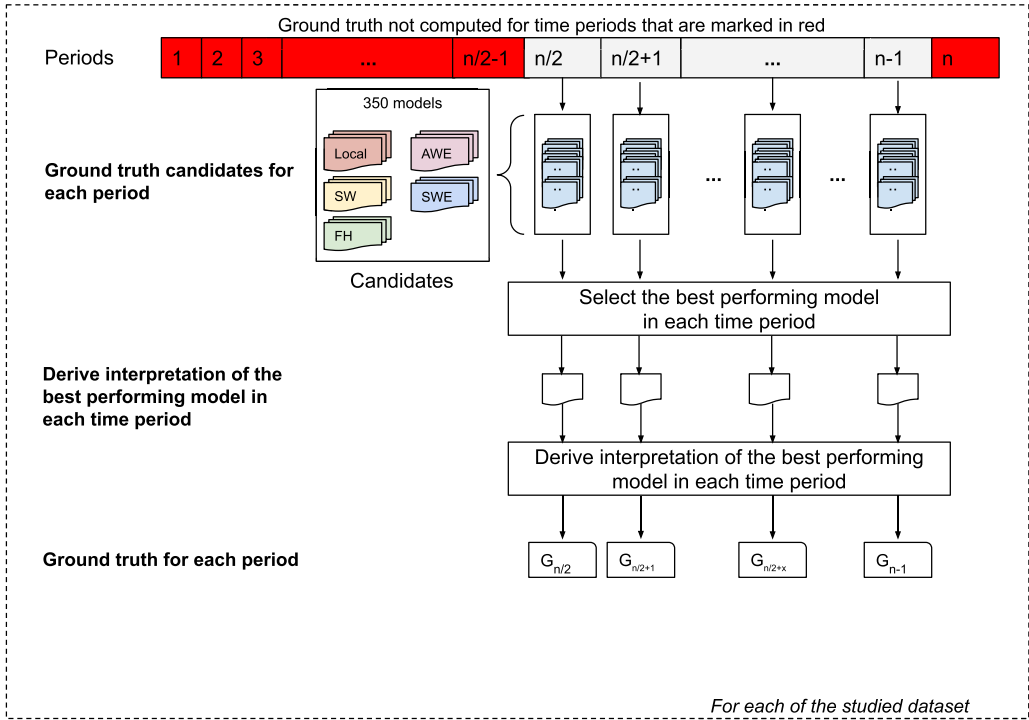 Ground truth not computed for time periods that are marked in red
Periods
1 2 3 ... n/2-1 n/2 n/2+1 ... n-1 n
350 models
Local AWE
SW SWE
FH
Candidates
Ground truth candidates for
each period
.. .. .. ..
.. .. .. ..
... ...
Select the best performing model
in each time period
Derive interpretation of the
best performing model in
each time period
Derive interpretation of the best performing
model in each time period
Ground truth for each period
Gn/2 Gn/2+1 Gn/2+x Gn-1
For each of the studied dataset